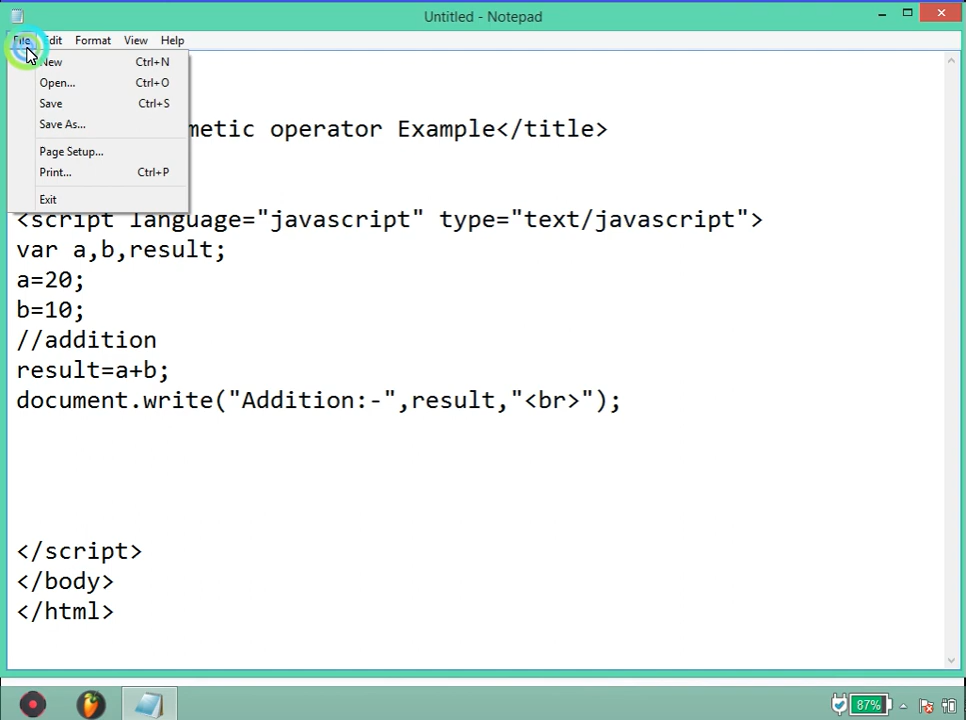 Untitled - Notepad
File Edit Format View Help
New Ctrl+N
Open... Ctrl+O
Save Ctrl+S
Save As...
Page Setup...
Print... Ctrl+P
Exit
metic operator Example</title>
<script language="javascript" type="text/javascript">
var a,b,result;
a=20;
b=10;
//addition
result=a+b;
document.write("Addition:-",result,"<br>");
</script>
</body>
</html>
87%